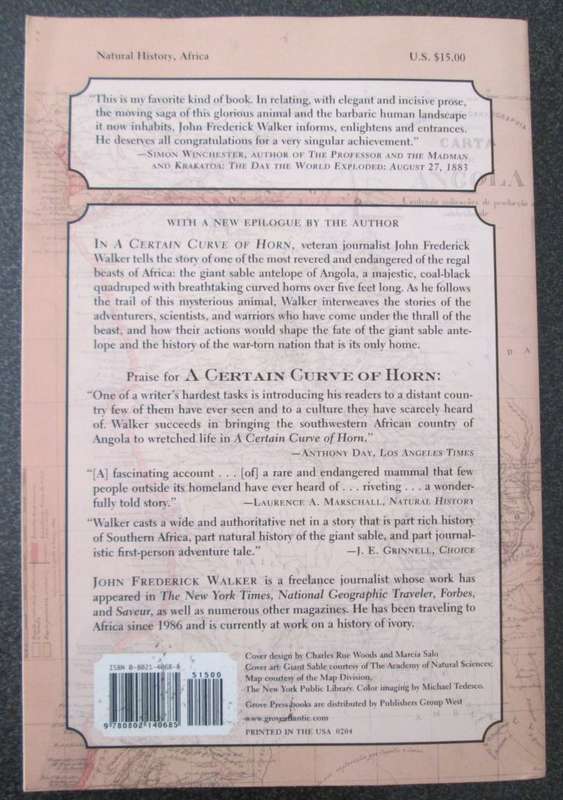 Natural History, Africa
U.S. $15.00
"This is my favorite kind of book. In relating, with elegant and incisive prose,
the moving saga of this glorious animal and the barbaric human landscape
it now inhabits, John Frederick Walker informs, enlightens and entrances.
He deserves all congratulations for a very singular achievement."
—SIMON WINCHESTER, AUTHOR OF THE PROFESSOR AND THE MADMAN
AND KRAKATOA: THE DAY THE WORLD EXPLODED: AUGUST 27, 1883
CARTA
ANGOLA
WITH A NEW EPILOGUE BY THE AUTHOR
IN A CERTAIN CURVE OF HORN, veteran journalist John Frederick
Walker tells the story of one of the most revered and endangered of the regal
beasts of Africa: the giant sable antelope of Angola, a majestic, coal-black
quadruped with breathtaking curved horns over five feet long. As he follows
the trail of this mysterious animal, Walker interweaves the stories of the
adventurers, scientists, and warriors who have come under the thrall of the
beast, and how their actions would shape the fate of the giant sable ante-
lope and the history of the war-torn nation that is its only home.
Praise for A CERTAIN CURVE OF HORN:
"One of a writer's hardest tasks is introducing his readers to a distant coun-
try few of them have ever seen and to a culture they have scarcely heard
of. Walker succeeds in bringing the southwestern African country of
Angola to wretched life in A Certain Curve of Horn."
—ANTHONY DAY, LOS ANGELES TIMES
"[A] fascinating account . . . [of] a rare and endangered mammal that few
people outside its homeland have ever heard of . . . riveting . . . a wonder-
fully told story." —LAURENCE A. MARSCHALL, NATURAL HISTORY
"Walker casts a wide and authoritative net in a story that is part rich history
of Southern Africa, part natural history of the giant sable, and part journal-
istic first-person adventure tale." —J. E. GRINNELL, CHOICE
JOHN FREDERICK WALKER is a freelance journalist whose work has
appeared in The New York Times, National Geographic Traveler, Forbes,
and Saveur, as well as numerous other magazines. He has been traveling to
Africa since 1986 and is currently at work on a history of ivory.
ISBN 0-8021-4068-8
51500
9 780802 140685
Cover design by Charles Rue Woods and Marcia Salo
Cover art: Giant Sable courtesy of The Academy of Natural Sciences;
Map courtesy of the Map Division,
The New York Public Library. Color imaging by Michael Tedesco.
Grove Press books are distributed by Publishers Group West
www.groveatlantic.com
PRINTED IN THE USA 0204